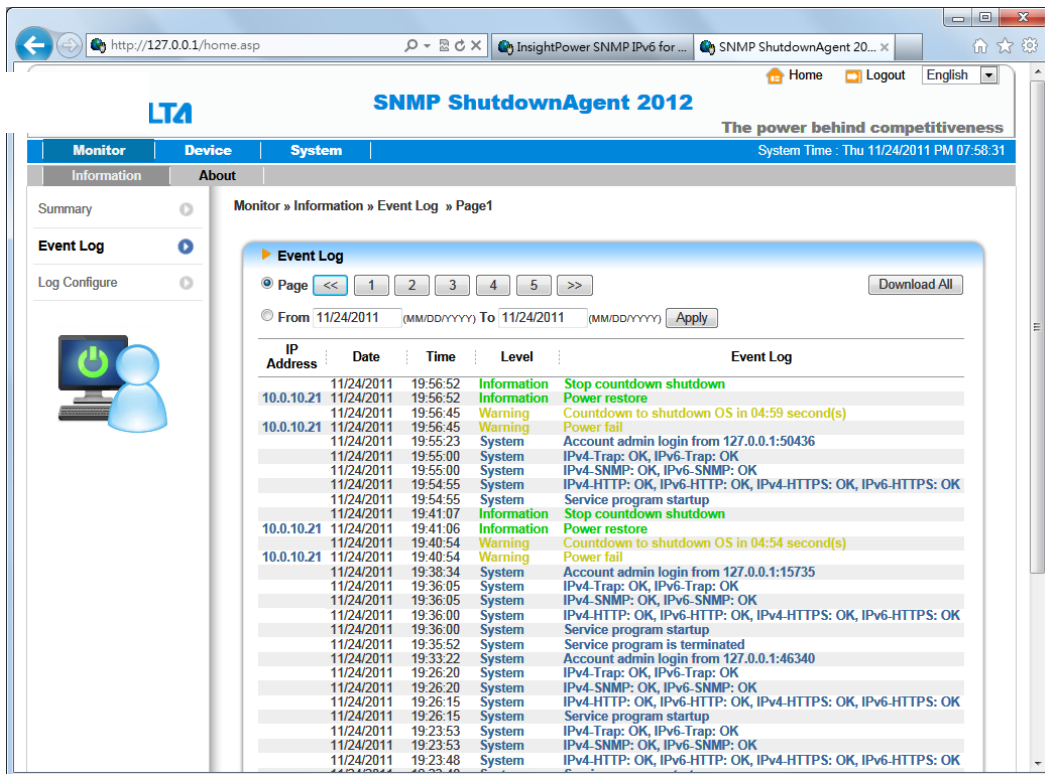 http://127.0.0.1/home.asp
InsightPower SNMP IPv6 for ...
SNMP ShutdownAgent 20...
Home Logout English
LTA
SNMP ShutdownAgent 2012
The power behind competitiveness
Monitor Device System System Time : Thu 11/24/2011 PM 07:58:31
Information About
Summary
Event Log
Log Configure
Monitor » Information » Event Log » Page1
Event Log
Page << 1 2 3 4 5 >> Download All
From 11/24/2011 (MM/DD/YYYY) To 11/24/2011 (MM/DD/YYYY) Apply
IP Address Date Time Level Event Log
11/24/2011 19:56:52 Information Stop countdown shutdown
10.0.10.21 11/24/2011 19:56:52 Information Power restore
11/24/2011 19:56:45 Warning Countdown to shutdown OS in 04:59 second(s)
10.0.10.21 11/24/2011 19:56:45 Warning Power fail
11/24/2011 19:55:23 System Account admin login from 127.0.0.1:50436
11/24/2011 19:55:00 System IPv4-Trap: OK, IPv6-Trap: OK
11/24/2011 19:55:00 System IPv4-SNMP: OK, IPv6-SNMP: OK
11/24/2011 19:54:55 System IPv4-HTTP: OK, IPv6-HTTP: OK, IPv4-HTTPS: OK, IPv6-HTTPS: OK
11/24/2011 19:54:55 System Service program startup
11/24/2011 19:41:07 Information Stop countdown shutdown
10.0.10.21 11/24/2011 19:41:06 Information Power restore
11/24/2011 19:40:54 Warning Countdown to shutdown OS in 04:54 second(s)
10.0.10.21 11/24/2011 19:40:54 Warning Power fail
11/24/2011 19:38:34 System Account admin login from 127.0.0.1:15735
11/24/2011 19:36:05 System IPv4-Trap: OK, IPv6-Trap: OK
11/24/2011 19:36:05 System IPv4-SNMP: OK, IPv6-SNMP: OK
11/24/2011 19:36:00 System IPv4-HTTP: OK, IPv6-HTTP: OK, IPv4-HTTPS: OK, IPv6-HTTPS: OK
11/24/2011 19:36:00 System Service program startup
11/24/2011 19:35:52 System Service program is terminated
11/24/2011 19:33:22 System Account admin login from 127.0.0.1:46340
11/24/2011 19:26:20 System IPv4-Trap: OK, IPv6-Trap: OK
11/24/2011 19:26:20 System IPv4-SNMP: OK, IPv6-SNMP: OK
11/24/2011 19:26:15 System IPv4-HTTP: OK, IPv6-HTTP: OK, IPv4-HTTPS: OK, IPv6-HTTPS: OK
11/24/2011 19:26:15 System Service program startup
11/24/2011 19:23:53 System IPv4-Trap: OK, IPv6-Trap: OK
11/24/2011 19:23:53 System IPv4-SNMP: OK, IPv6-SNMP: OK
11/24/2011 19:23:48 System IPv4-HTTP: OK, IPv6-HTTP: OK, IPv4-HTTPS: OK, IPv6-HTTPS: OK